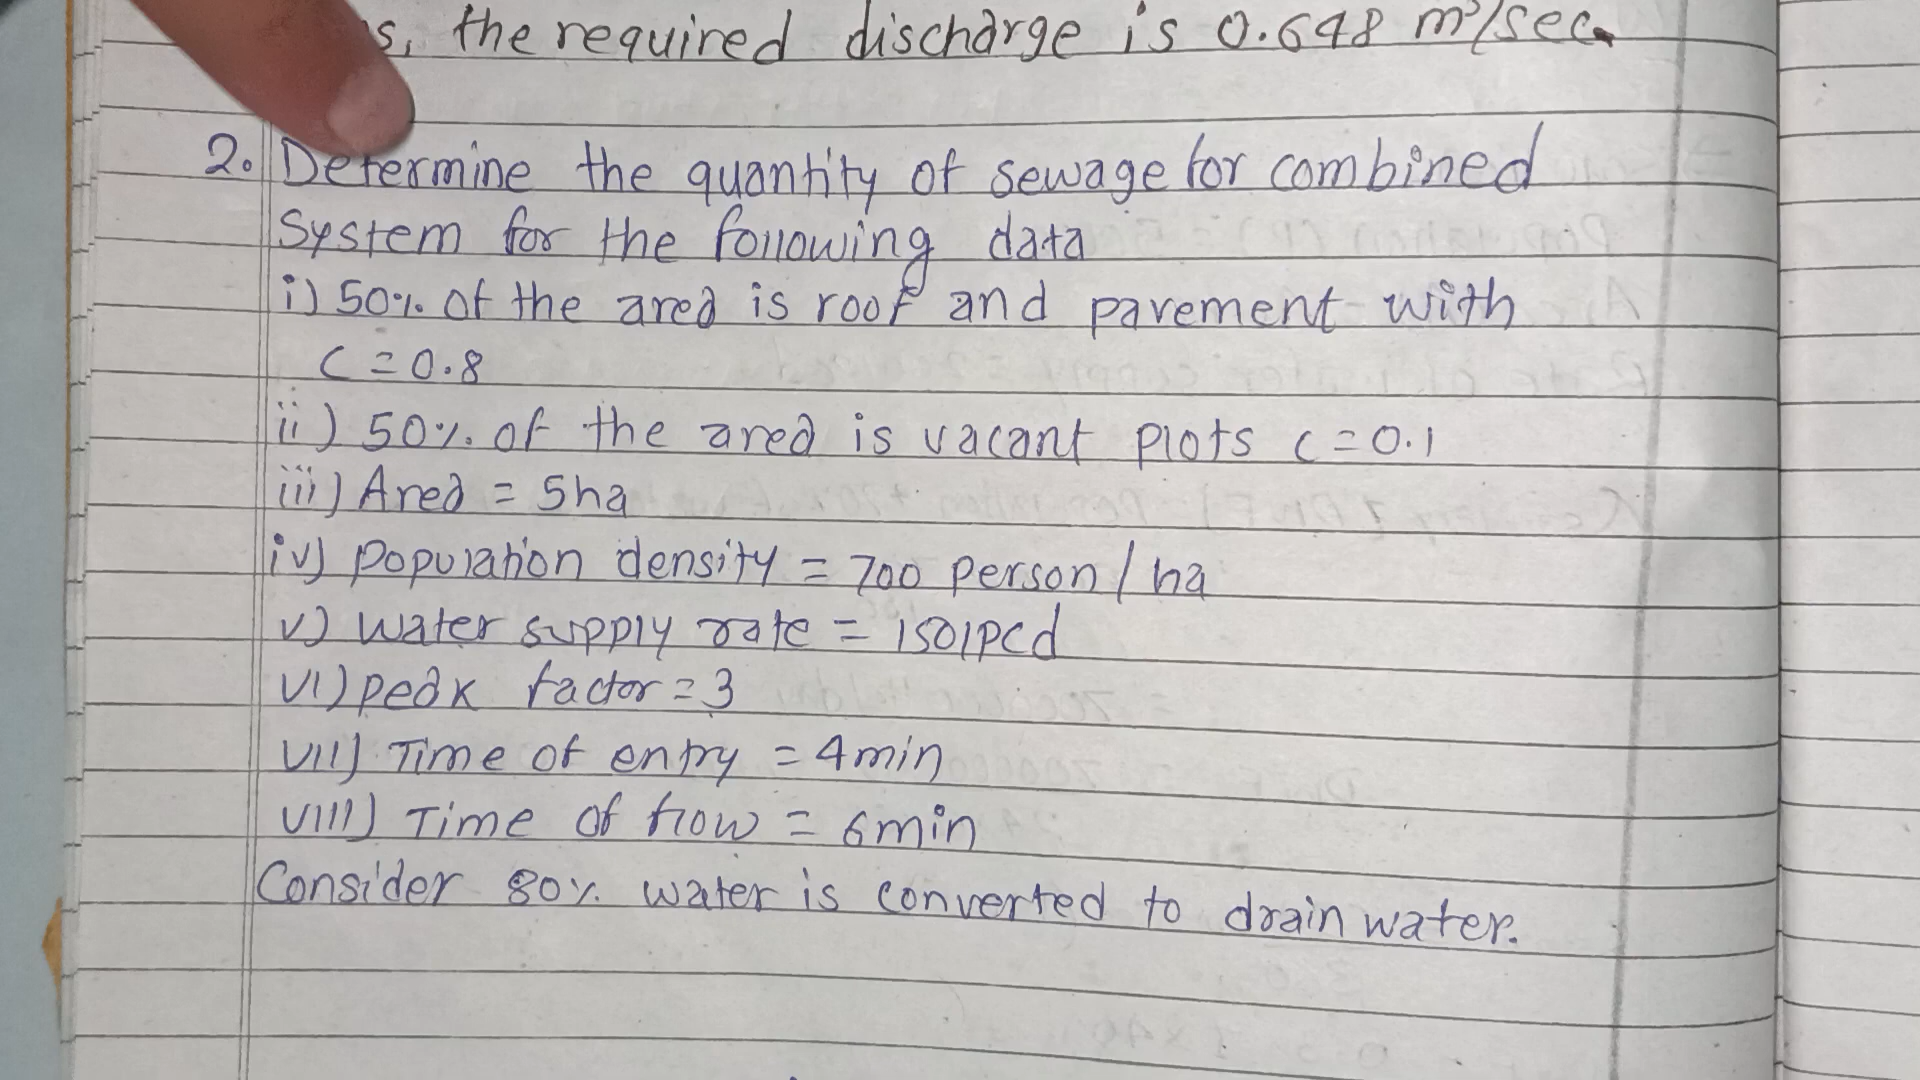 s, the required discharge is 0.648 m³/sec.
2. Determine the quantity of sewage for combined
System for the following data
i) 50% of the area is roof and pavement with
C = 0.8
ii) 50% of the area is vacant plots C = 0.1
iii) Area = 5ha
iv) population density = 700 person / ha
v) water supply rate = 150lpcd
vi) peak factor = 3
vii) Time of entry = 4min
viii) Time of flow = 6min
Consider 80% water is converted to drain water.